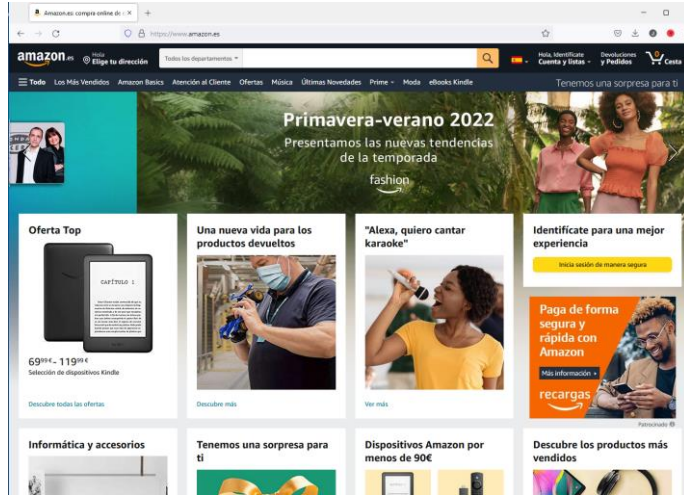 Amazon.es: compra online de
https://www.amazon.es
amazon.es
Hola
Elige tu dirección
Todos los departamentos
Hola, Identifícate
Cuenta y listas
Devoluciones
y Pedidos
0
Cesta
Todo Los Más Vendidos Amazon Basics Atención al Cliente Ofertas Música Últimas Novedades Prime Moda eBooks Kindle Tenemos una sorpresa para ti
Primavera-verano 2022
Presentamos las nuevas tendencias
de la temporada
fashion
Oferta Top
CAPÍTULO 1
69⁹⁹€ - 119⁹⁹€
Selección de dispositivos Kindle
Descubre todas las ofertas
Una nueva vida para los
productos devueltos
Descubre más
"Alexa, quiero cantar
karaoke"
Ver más
Identifícate para una mejor
experiencia
Inicia sesión de manera segura
Paga de forma
segura y
rápida con
Amazon
Más información
recargas
Patrocinado
Informática y accesorios
Tenemos una sorpresa para
ti
Dispositivos Amazon por
menos de 90€
Descubre los productos más
vendidos